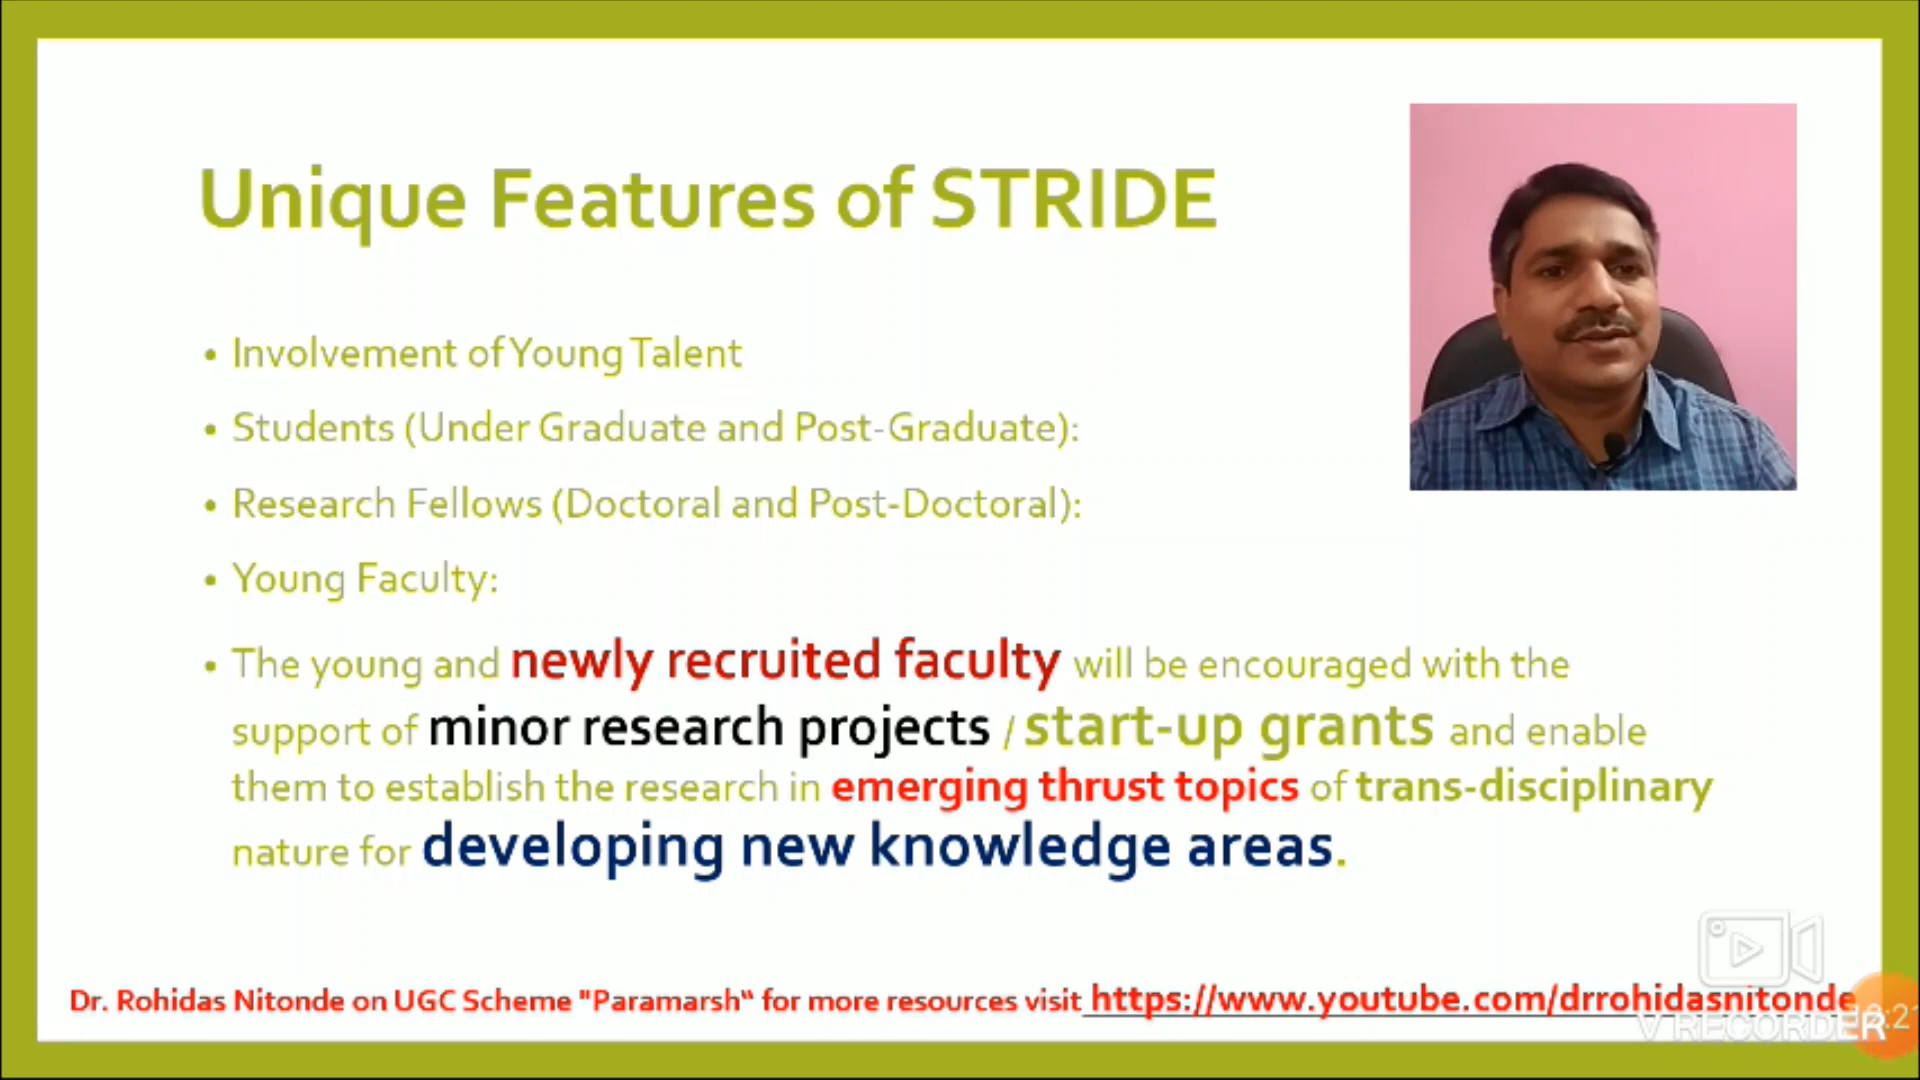 Unique Features of STRIDE
• Involvement of Young Talent
• Students (Under Graduate and Post-Graduate):
• Research Fellows (Doctoral and Post-Doctoral):
• Young Faculty:
• The young and newly recruited faculty will be encouraged with the
support of minor research projects / start-up grants and enable
them to establish the research in emerging thrust topics of trans-disciplinary
nature for developing new knowledge areas.
Dr. Rohidas Nitonde on UGC Scheme "Paramarsh“ for more resources visit https://www.youtube.com/drrohidasnitonde
V RECORDER